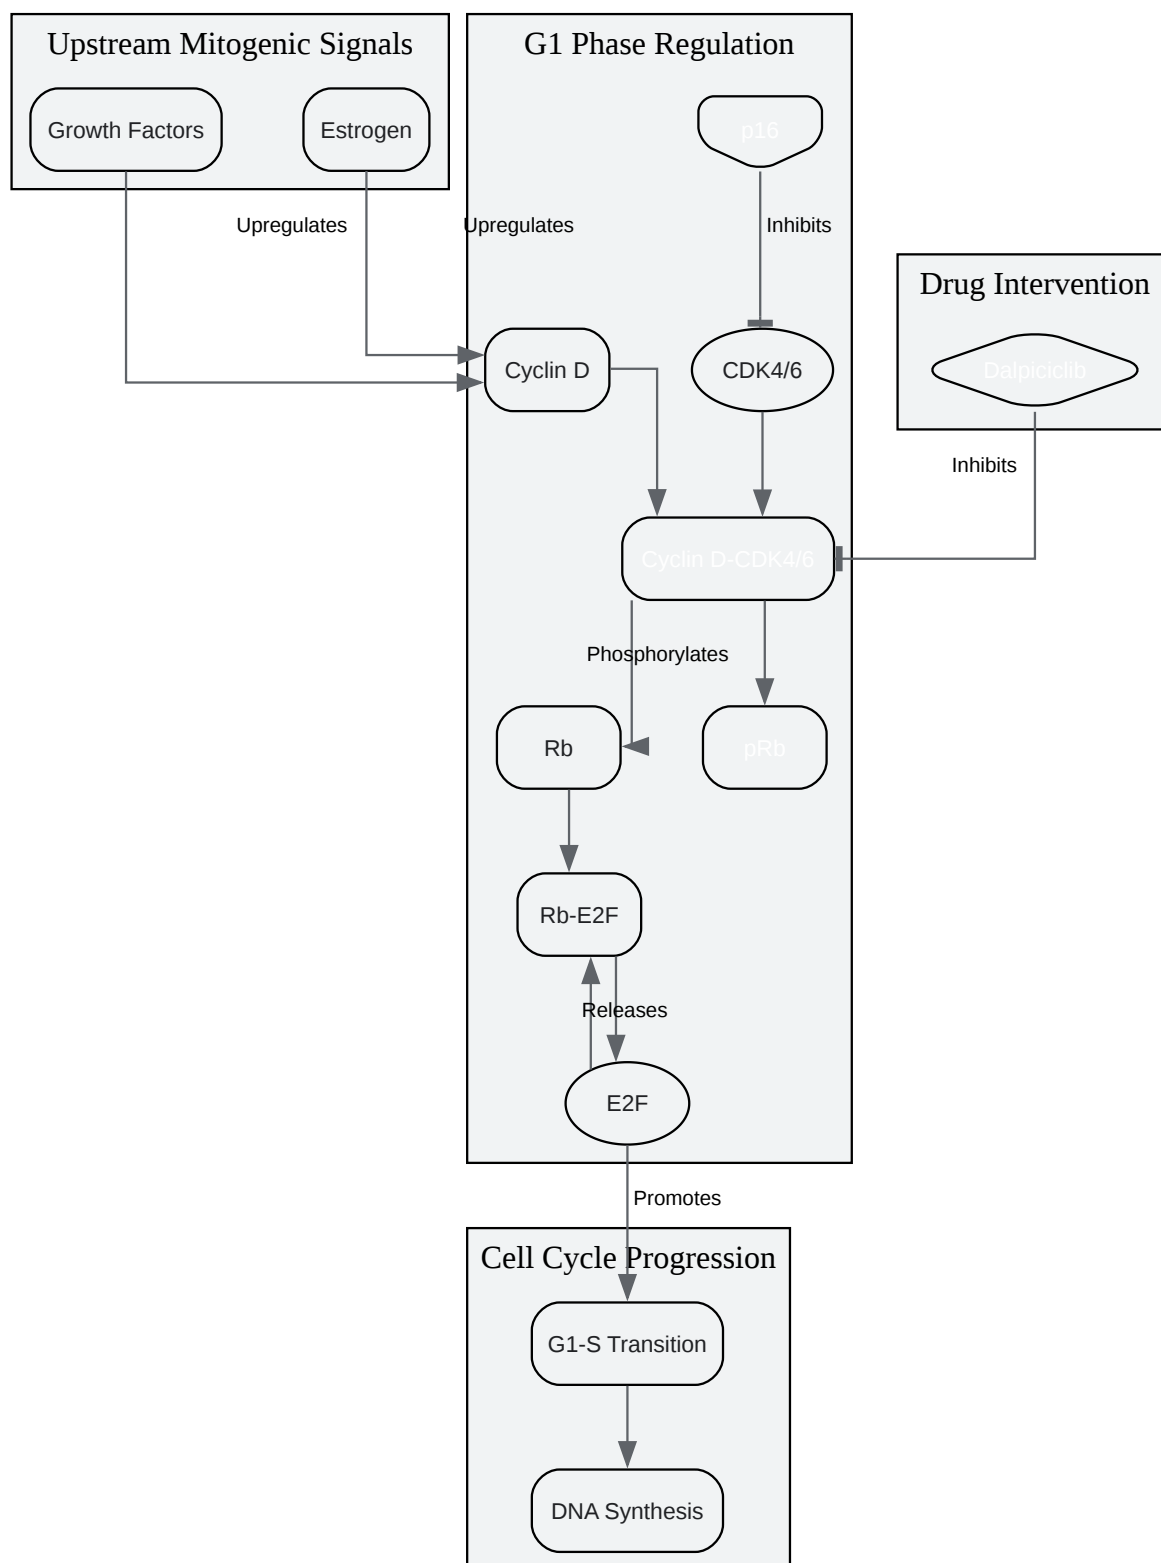 Upstream Mitogenic Signals
Growth Factors
Estrogen
Upregulates
Upregulates
G1 Phase Regulation
p16
Inhibits
Cyclin D
CDK4/6
Drug Intervention
Dalpiciclib
Inhibits
Cyclin D-CDK4/6
Phosphorylates
Rb
pRb
Rb-E2F
Releases
E2F
Promotes
Cell Cycle Progression
G1-S Transition
DNA Synthesis